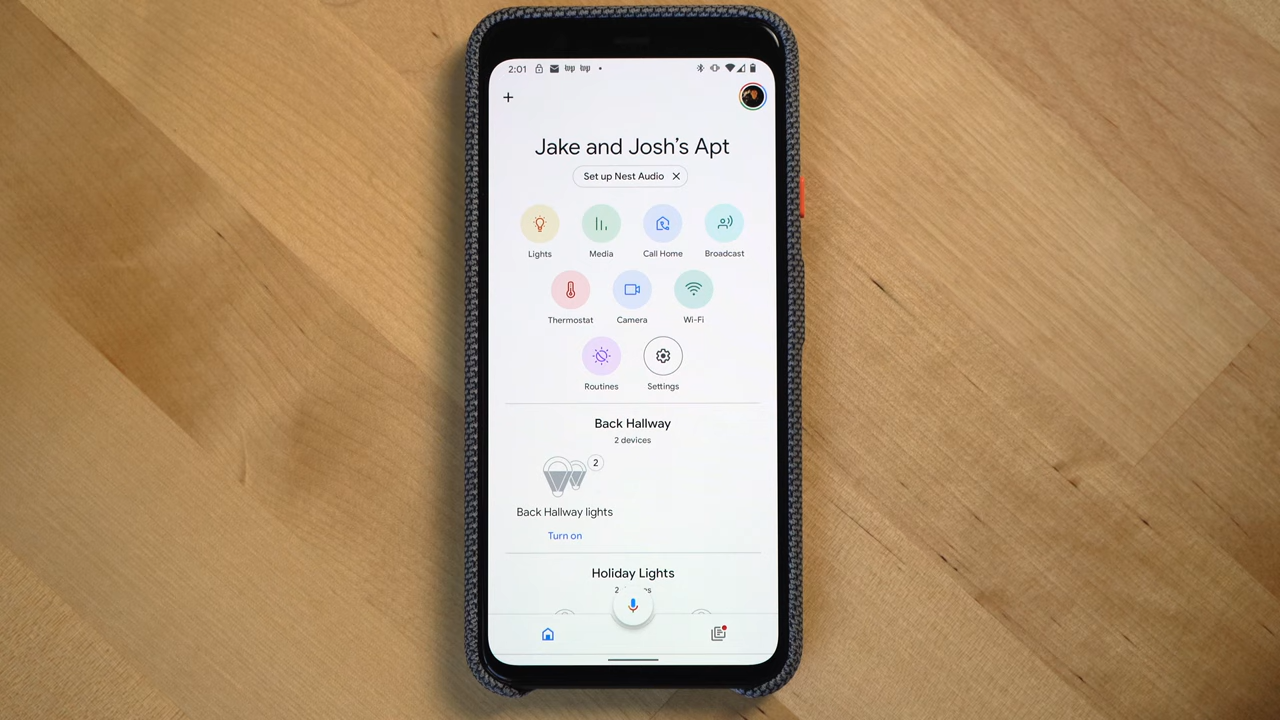 2:01
Jake and Josh's Apt
Set up Nest Audio
Lights
Media
Call Home
Broadcast
Thermostat
Camera
Wi-Fi
Routines
Settings
Back Hallway
2 devices
2
Back Hallway lights
Turn on
Holiday Lights
2